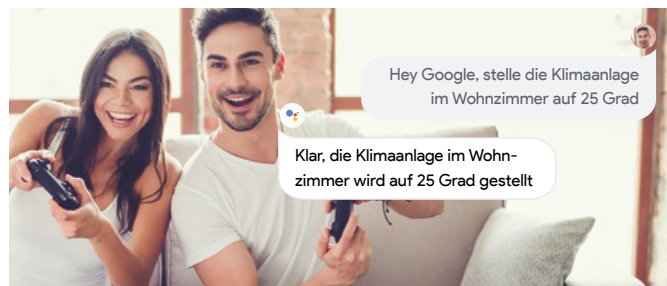 Hey Google, stelle die Klimaanlage
im Wohnzimmer auf 25 Grad
Klar, die Klimaanlage im Wohn-
zimmer wird auf 25 Grad gestellt